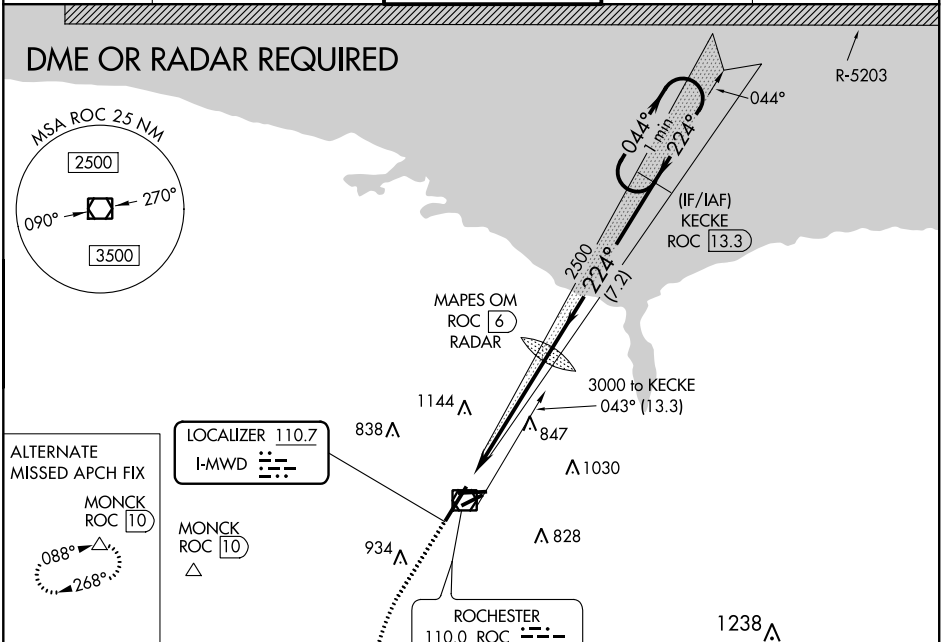 DME OR RADAR REQUIRED
R-5203
MSA ROC 25 NM
2500
090°
270°
3500
044°
044°
1 min
224°
(IF/IAF)
KECKE
ROC 13.3
2500
224°
(7.2)
MAPES OM
ROC 6
RADAR
3000 to KECKE
043° (13.3)
1144
838
847
1030
LOCALIZER 110.7
I-MWD
ALTERNATE
MISSED APCH FIX
MONCK
ROC 10
088°
268°
MONCK
ROC 10
934
828
ROCHESTER
110.0 ROC
1238